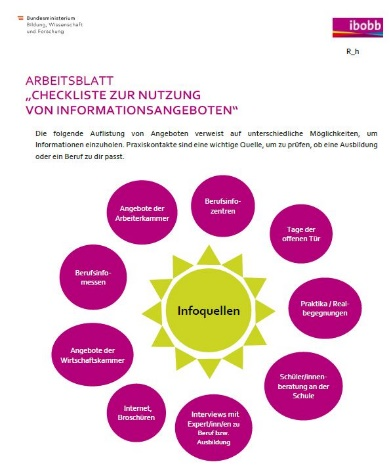 Bundesministerium
Bildung, Wissenschaft
und Forschung
ibobb
R_h
ARBEITSBLATT
„CHECKLISTE ZUR NUTZUNG
VON INFORMATIONSANGEBOTEN“
Die folgende Auflistung von Angeboten verweist auf unterschiedliche Möglichkeiten, um
Informationen einzuholen. Praxiskontakte sind eine wichtige Quelle, um zu prüfen, ob eine Ausbildung
oder ein Beruf zu dir passt.
Berufsinfo-
zentren
Tage der
offenen Tür
Praktika / Real-
begegnungen
Schüler/innen-
beratung an der
Schule
Interviews mit
Expert/inn/en zu
Beruf bzw.
Ausbildung
Internet,
Broschüren
Angebote der
Wirtschaftskammer
Berufsinfo-
messen
Angebote der
Arbeiterkammer
Infoquellen